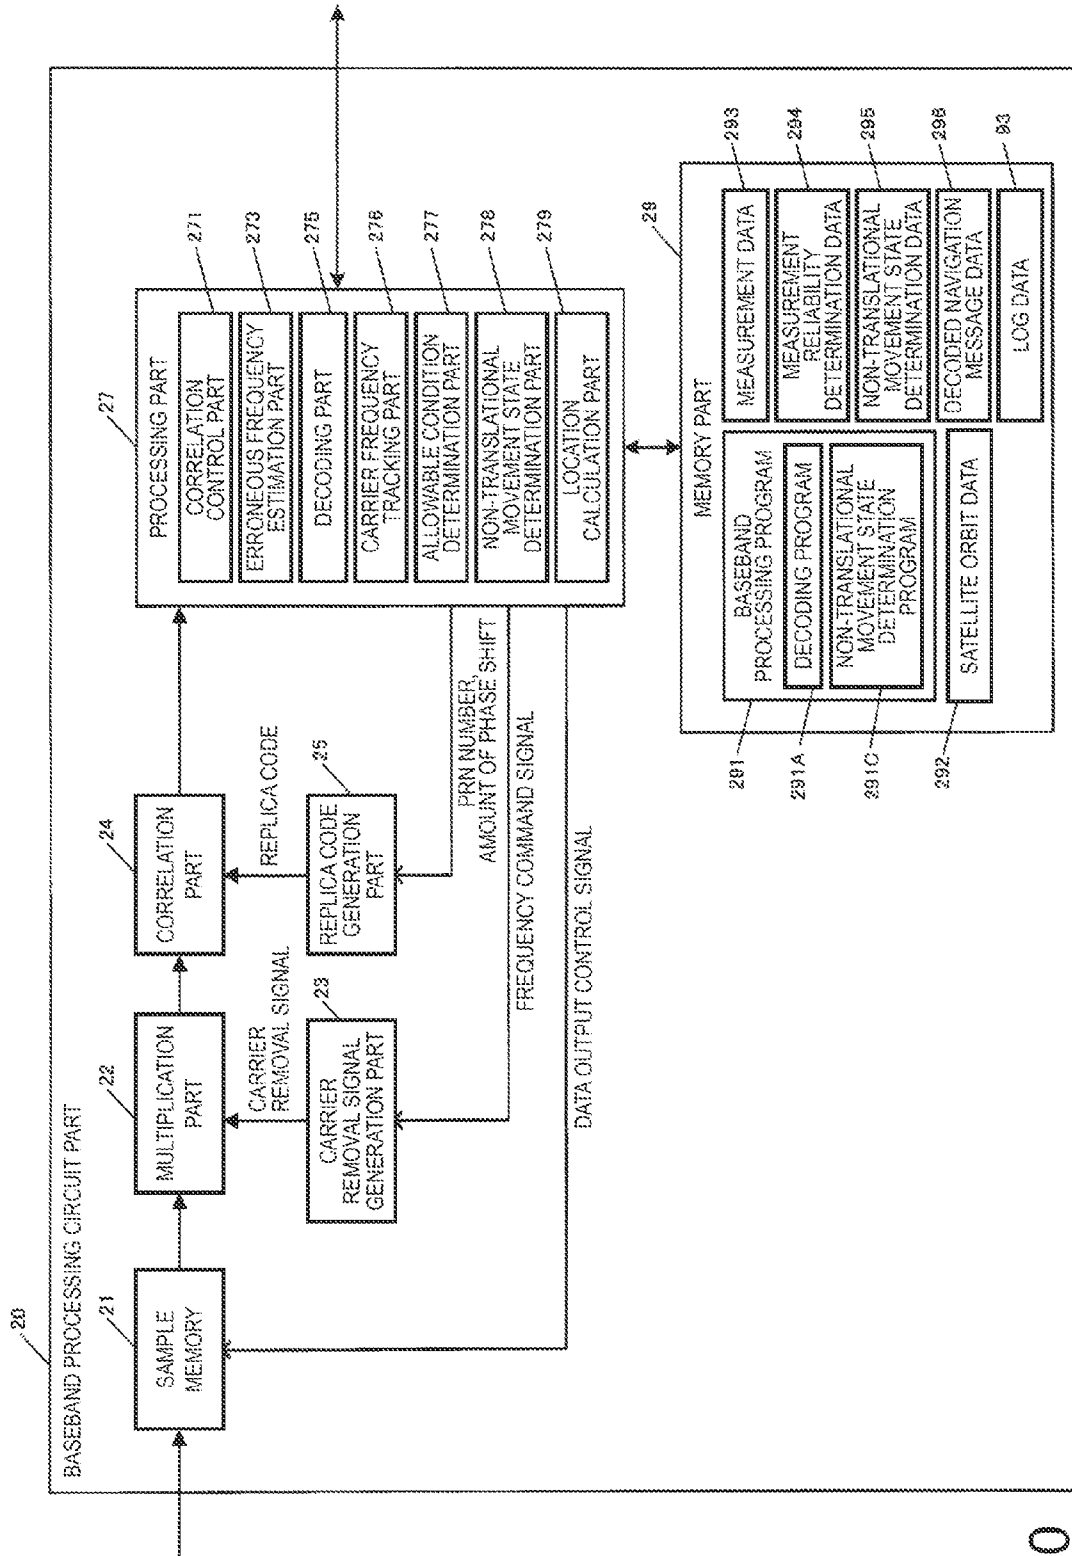 BASEBAND PROCESSING CIRCUIT PART
20
SAMPLE
MEMORY
21
MULTIPLICATION
PART
22
CORRELATION
PART
24
CARRIER
REMOVAL SIGNAL
REPLICA CODE
CARRIER
REMOVAL SIGNAL
GENERATION PART
23
REPLICA CODE
GENERATION
PART
25
PRN NUMBER,
AMOUNT OF PHASE SHIFT
FREQUENCY COMMAND SIGNAL
DATA OUTPUT CONTROL SIGNAL
27
PROCESSING PART
CORRELATION
CONTROL PART
271
ERRONEOUS FREQUENCY
ESTIMATION PART
273
DECODING PART
275
CARRIER FREQUENCY
TRACKING PART
276
ALLOWABLE CONDITION
DETERMINATION PART
277
NON-TRANSLATIONAL
MOVEMENT STATE
DETERMINATION PART
278
LOCATION
CALCULATION PART
279
29
MEMORY PART
291
BASEBAND
PROCESSING PROGRAM
291A
DECODING PROGRAM
291C
NON-TRANSLATIONAL
MOVEMENT STATE
DETERMINATION
PROGRAM
292
SATELLITE ORBIT DATA
MEASUREMENT DATA
293
MEASUREMENT
RELIABILITY
DETERMINATION DATA
294
NON-TRANSLATIONAL
MOVEMENT STATE
DETERMINATION DATA
295
DECODED NAVIGATION
MESSAGE DATA
296
LOG DATA
93
0